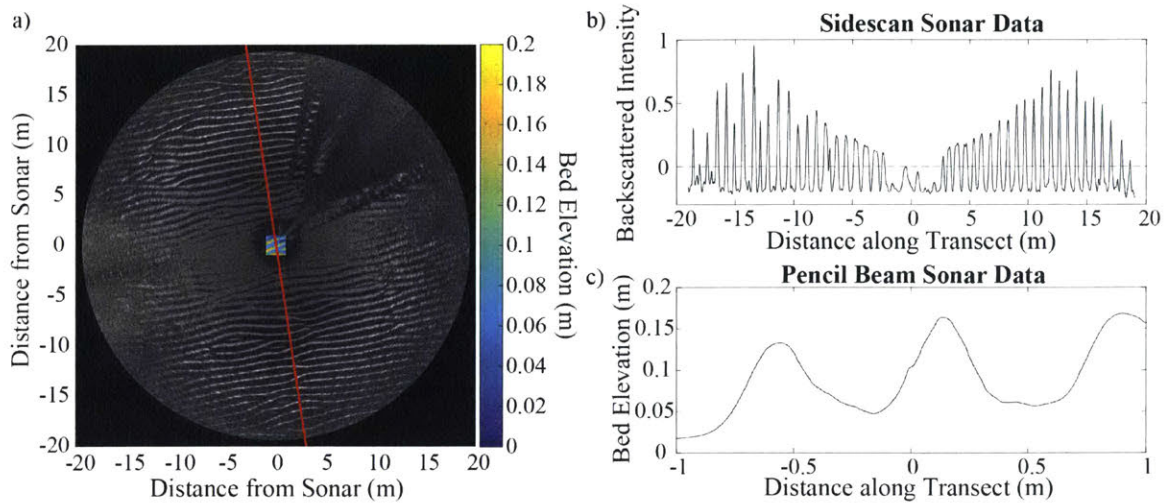 a)
20
15
10
5
0
-5
-10
-15
-20
Distance from Sonar (m)
-20 -15 -10 -5 0 5 10 15 20
Distance from Sonar (m)
0.2
0.18
0.16
0.14
0.12
0.1
0.08
0.06
0.04
0.02
0
Bed Elevation (m)
b)
Sidescan Sonar Data
Backscattered Intensity
1
0.5
0
-20 -15 -10 -5 0 5 10 15 20
Distance along Transect (m)
c)
Pencil Beam Sonar Data
Bed Elevation (m)
0.2
0.15
0.1
0.05
0
-1 -0.5 0 0.5 1
Distance along Transect (m)